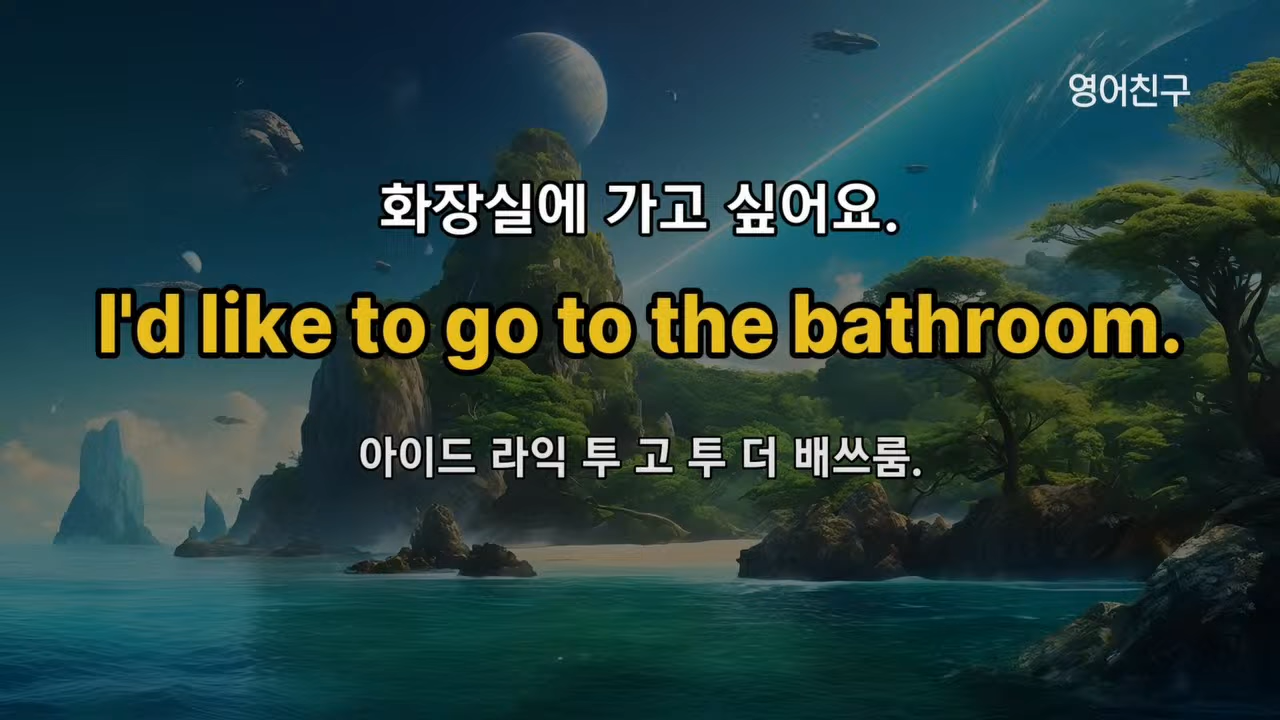 영어친구
화장실에 가고 싶어요.
I'd like to go to the bathroom.
아이드 라익 투 고 투 더 배쓰룸.